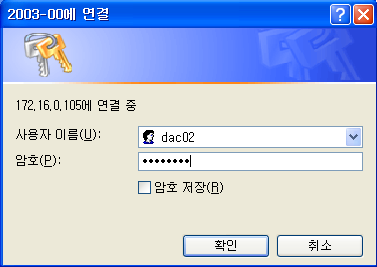 2003-00에 연결
172,16,0,105에 연결 중
사용자 이름(U):
dac02
암호(P):
●●●●●●●●
암호 저장(R)
확인
취소